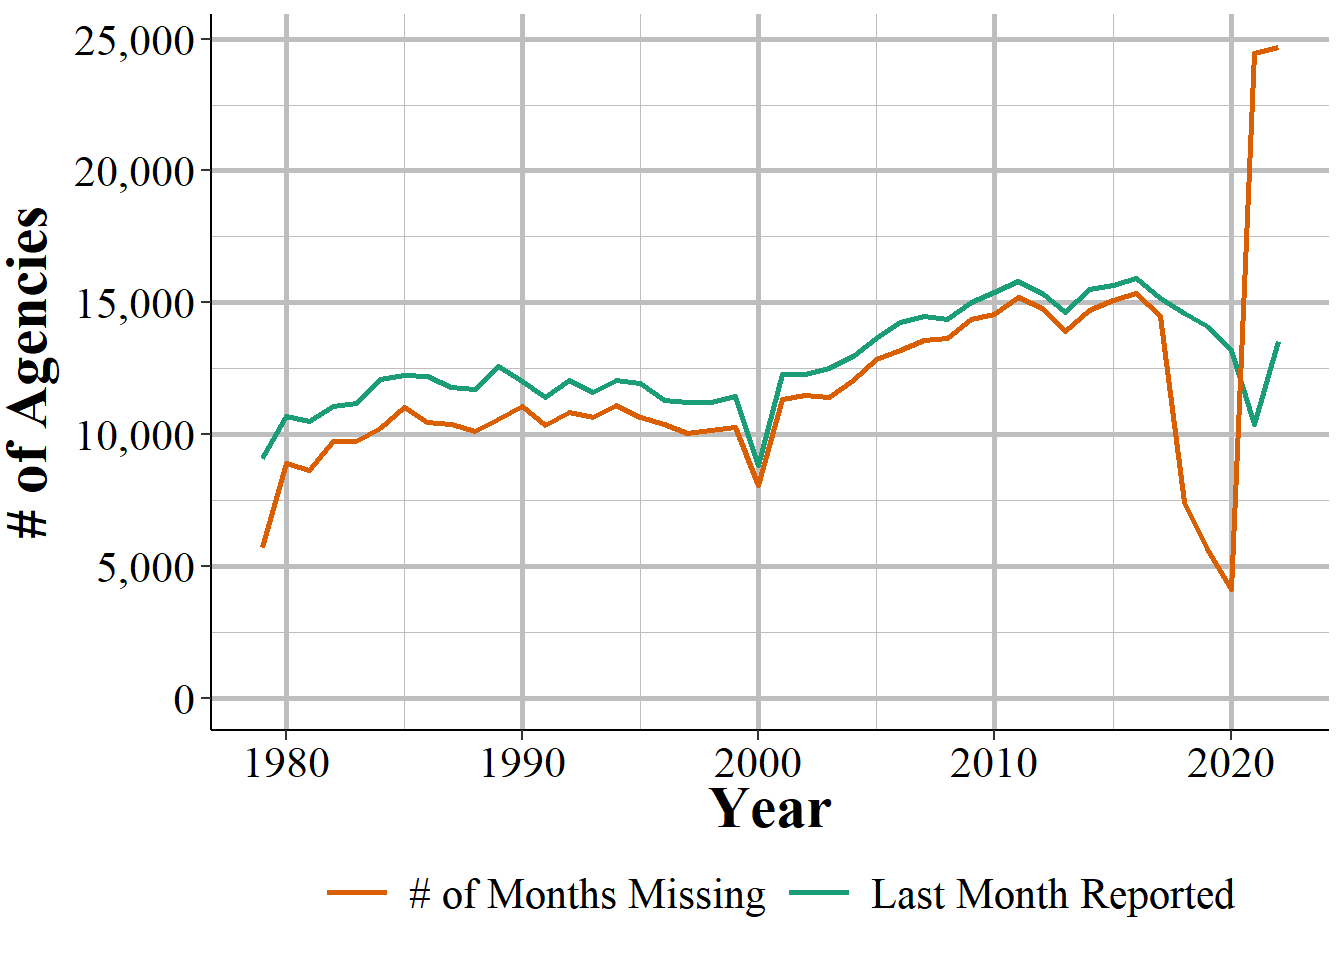 # of Agencies
25,000
20,000
15,000
10,000
5,000
0
1980 1990 2000 2010 2020
Year
# of Months Missing Last Month Reported